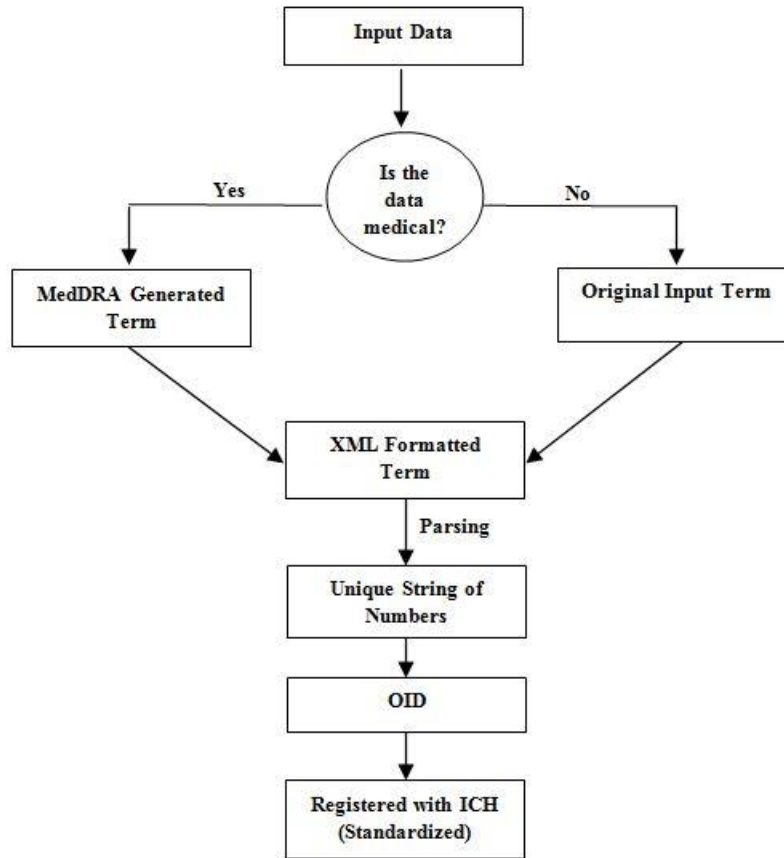 Input Data
Is the
data
medical?
Yes
No
MedDRA Generated
Term
Original Input Term
XML Formatted
Term
Parsing
Unique String of
Numbers
OID
Registered with ICH
(Standardized)